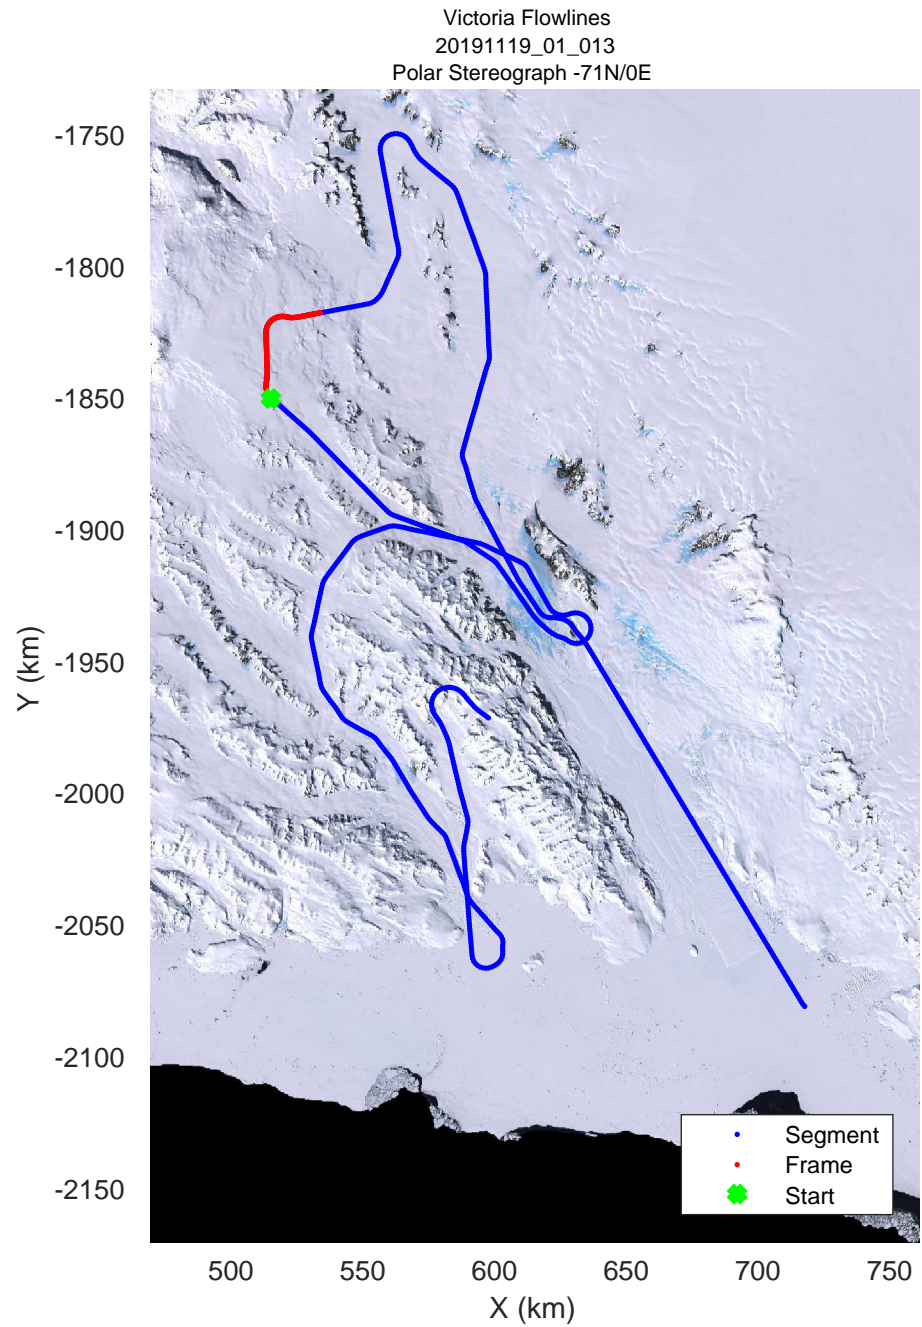 Victoria Flowlines
20191119_01_013
Polar Stereograph -71N/0E
-1750
-1800
-1850
-1900
-1950
-2000
-2050
-2100
-2150
Y (km)
500 550 600 650 700 750
X (km)
Segment
Frame
Start